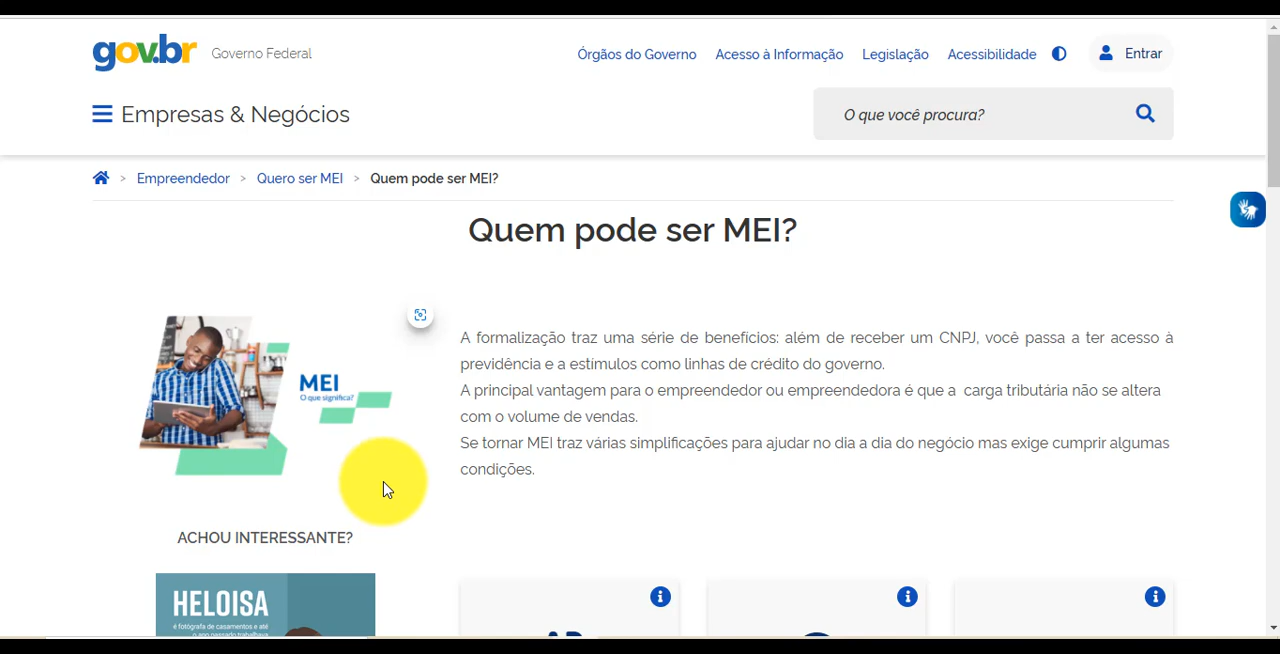 gov.br Governo Federal
Órgãos do Governo Acesso à Informação Legislação Acessibilidade Entrar
Empresas & Negócios
O que você procura?
Empreendedor > Quero ser MEI > Quem pode ser MEI?
Quem pode ser MEI?
MEI
O que significa?
A formalização traz uma série de benefícios: além de receber um CNPJ, você passa a ter acesso à
previdência e a estimulos como linhas de crédito do governo.
A principal vantagem para o empreendedor ou empreendedora é que a carga tributária não se altera
com o volume de vendas.
Se tornar MEI traz várias simplificações para ajudar no dia a dia do negócio mas exige cumprir algumas
condições.
ACHOU INTERESSANTE?
HELOISA
é fotógrafa de casamentos e até
o ano passado trabalhava